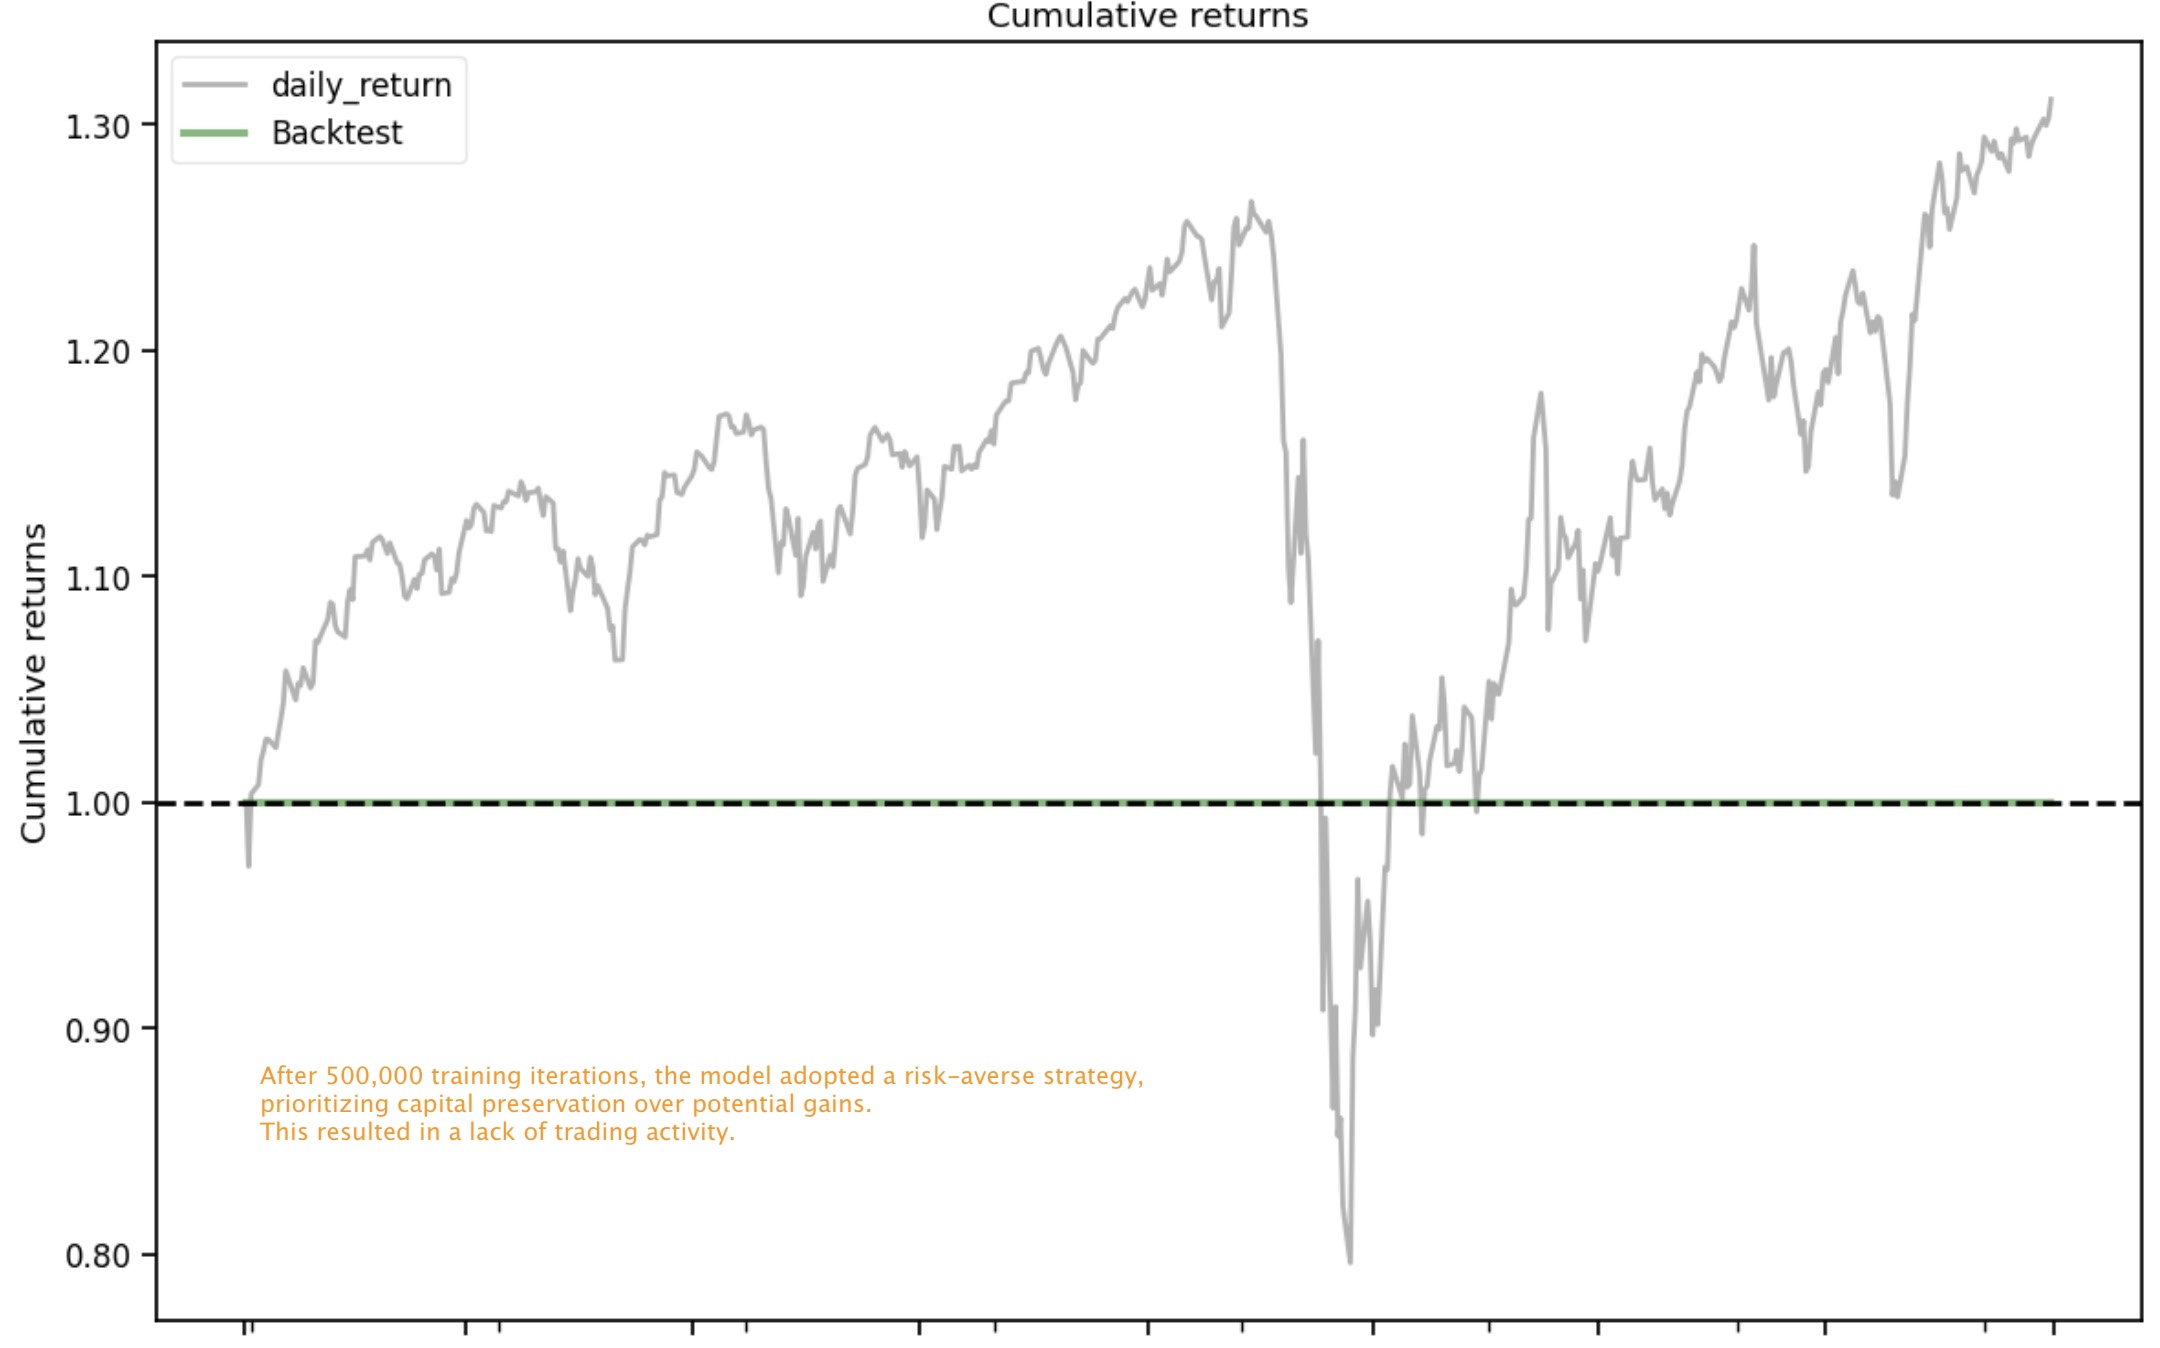 Cumulative returns
daily_return
Backtest
1.30
1.20
1.10
1.00
0.90
0.80
Cumulative returns
After 500,000 training iterations, the model adopted a risk-averse strategy,
prioritizing capital preservation over potential gains.
This resulted in a lack of trading activity.